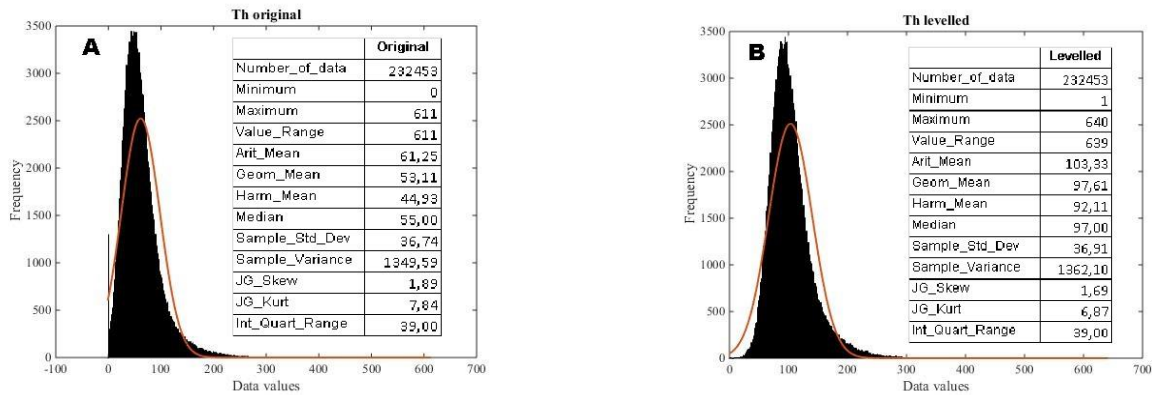 Th original
A
Original
Number_of_data 232453
Minimum 0
Maximum 611
Value_Range 611
Arit_Mean 61,25
Geom_Mean 53,11
Harm_Mean 44,93
Median 55,00
Sample_Std_Dev 36,74
Sample_Variance 1349,59
JG_Skew 1,89
JG_Kurt 7,84
Int_Quart_Range 39,00
Frequency
3500
3000
2500
2000
1500
1000
500
0
-100 0 100 200 300 400 500 600 700
Data values
Th levelled
B
Levelled
Number_of_data 232453
Minimum 1
Maximum 640
Value_Range 639
Arit_Mean 103,33
Geom_Mean 97,61
Harm_Mean 92,11
Median 97,00
Sample_Std_Dev 36,91
Sample_Variance 1362,10
JG_Skew 1,69
JG_Kurt 6,87
Int_Quart_Range 39,00
Frequency
3500
3000
2500
2000
1500
1000
500
0
0 100 200 300 400 500 600 700
Data values